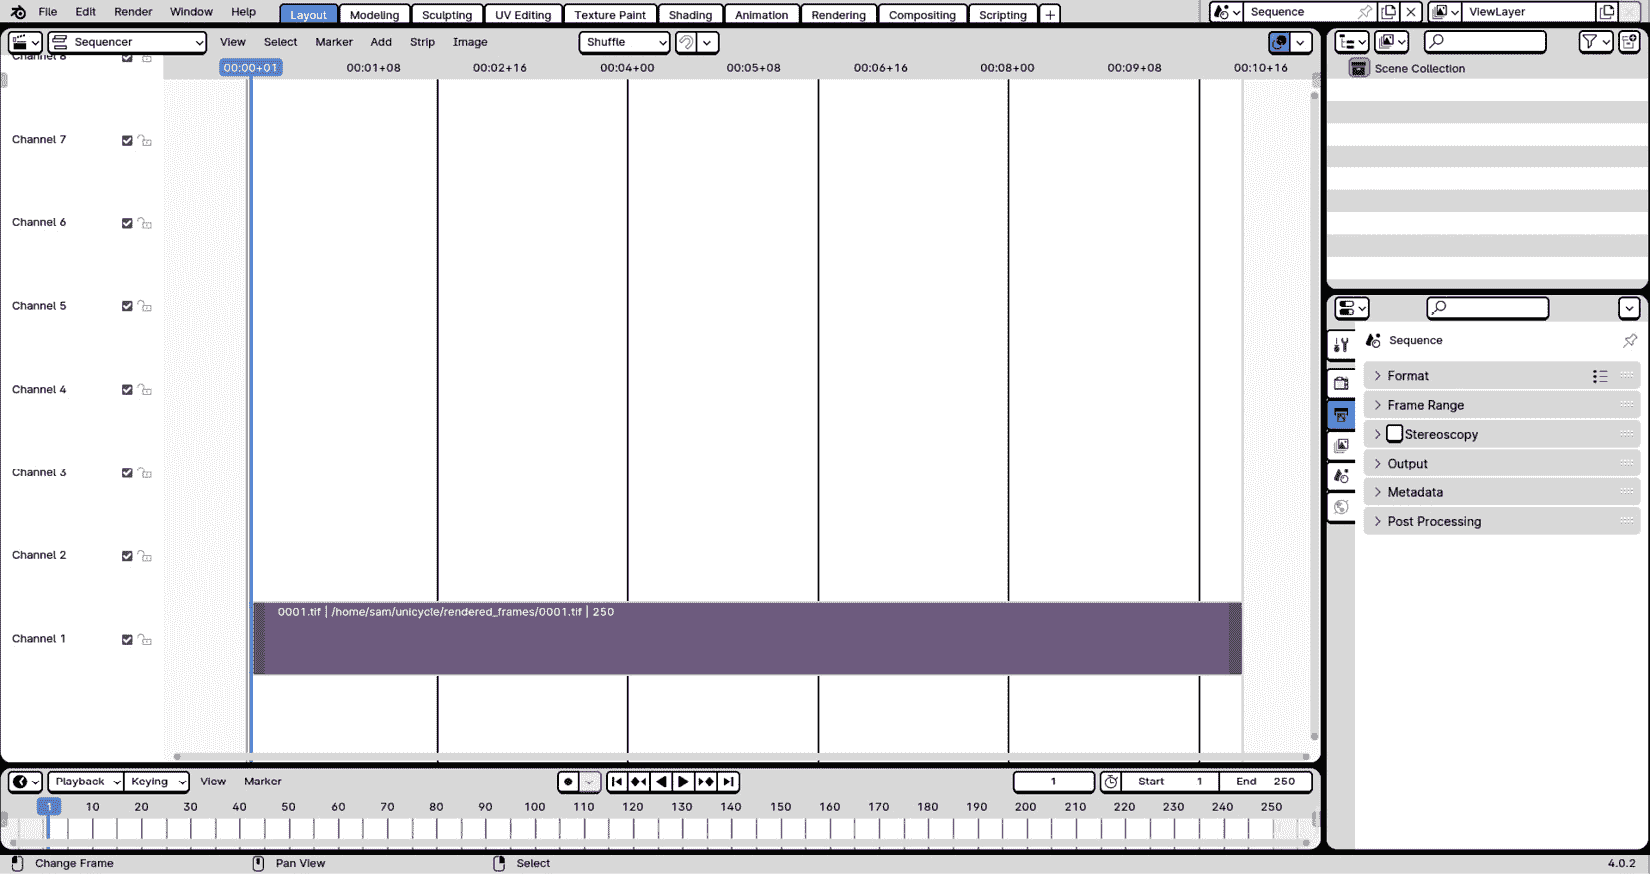 File Edit Render Window Help Layout Modeling Sculpting UV Editing Texture Paint Shading Animation Rendering Compositing Scripting + Sequence ViewLayer
Sequencer View Select Marker Add Strip Image Shuffle
Channel 8 00:00+01 00:01+08 00:02+16 00:04+00 00:05+08 00:06+16 00:08+00 00:09+08 00:10+16
Scene Collection
Channel 7
Channel 6
Channel 5
Channel 4
Channel 3
Channel 2
0001.tif | /home/sam/unicycle/rendered_frames/0001.tif | 250
Channel 1
Sequence
Format
Frame Range
Stereoscopy
Output
Metadata
Post Processing
Playback Keying View Marker 1 Start 1 End 250
1 10 20 30 40 50 60 70 80 90 100 110 120 130 140 150 160 170 180 190 200 210 220 230 240 250
Change Frame Pan View Select 4.0.2